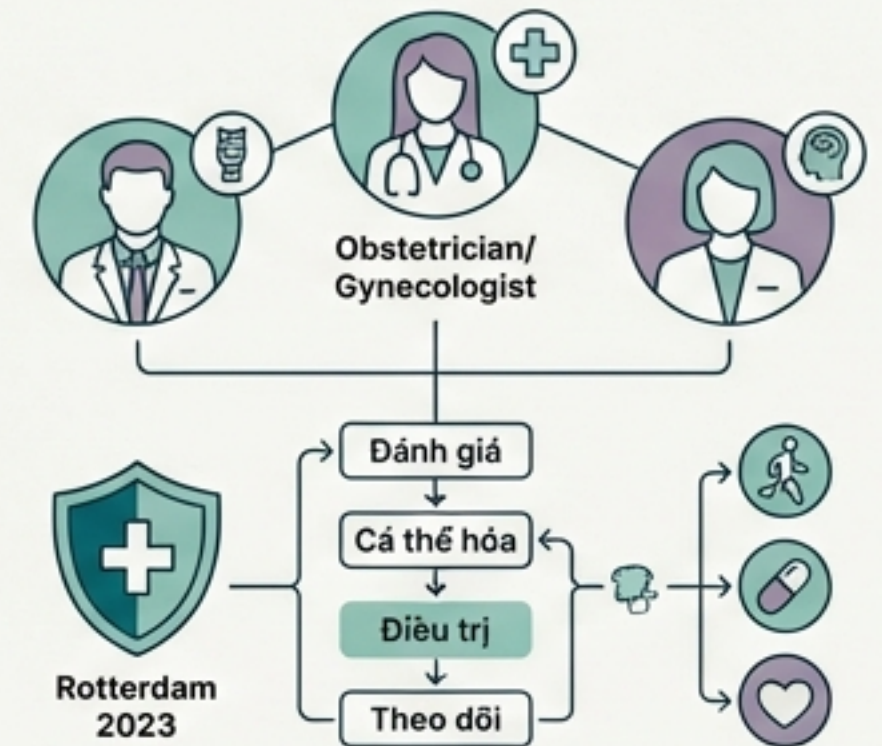 Obstetrician/
Gynecologist
Đánh giá
Cá thể hóa
Điều trị
Theo dõi
Rotterdam
2023